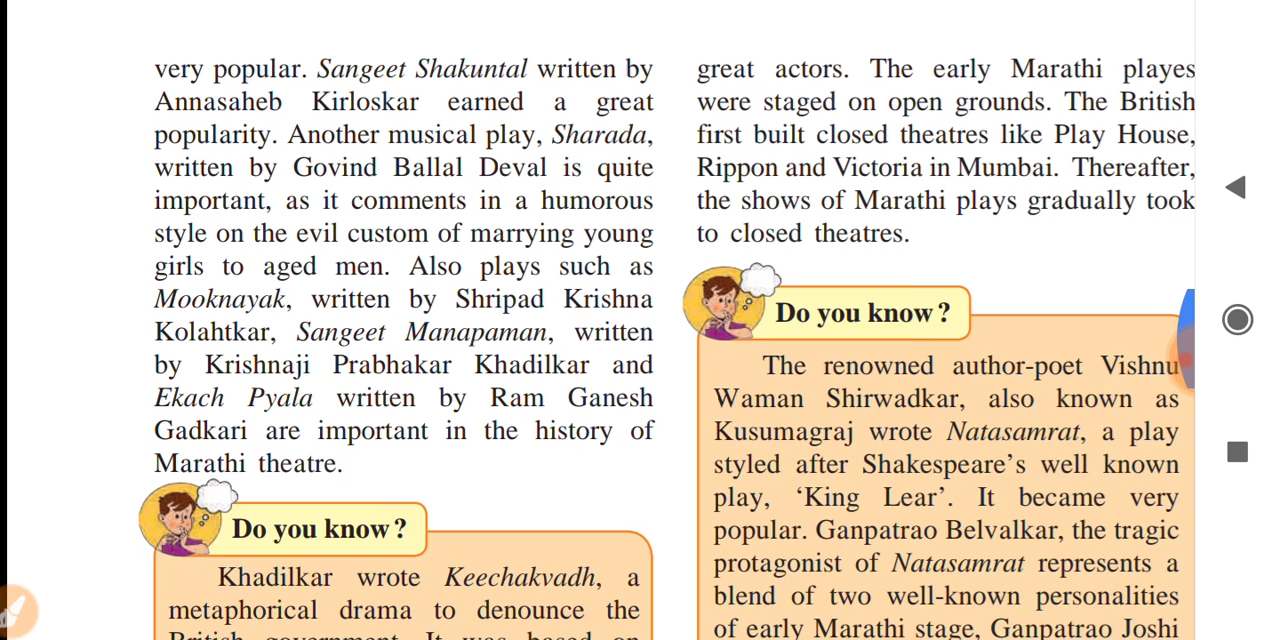 very popular. Sangeet Shakuntal written by
Annasaheb Kirloskar earned a great
popularity. Another musical play, Sharada,
written by Govind Ballal Deval is quite
important, as it comments in a humorous
style on the evil custom of marrying young
girls to aged men. Also plays such as
Mooknayak, written by Shripad Krishna
Kolahtkar, Sangeet Manapaman, written
by Krishnaji Prabhakar Khadilkar and
Ekach Pyala written by Ram Ganesh
Gadkari are important in the history of
Marathi theatre.
Do you know?
Khadilkar wrote Keechakvadh, a
metaphorical drama to denounce the
British government. It was based on
great actors. The early Marathi playes
were staged on open grounds. The British
first built closed theatres like Play House,
Rippon and Victoria in Mumbai. Thereafter,
the shows of Marathi plays gradually took
to closed theatres.
Do you know?
The renowned author-poet Vishnu
Waman Shirwadkar, also known as
Kusumagraj wrote Natasamrat, a play
styled after Shakespeare's well known
play, ‘King Lear’. It became very
popular. Ganpatrao Belvalkar, the tragic
protagonist of Natasamrat represents a
blend of two well-known personalities
of early Marathi stage, Ganpatrao Joshi